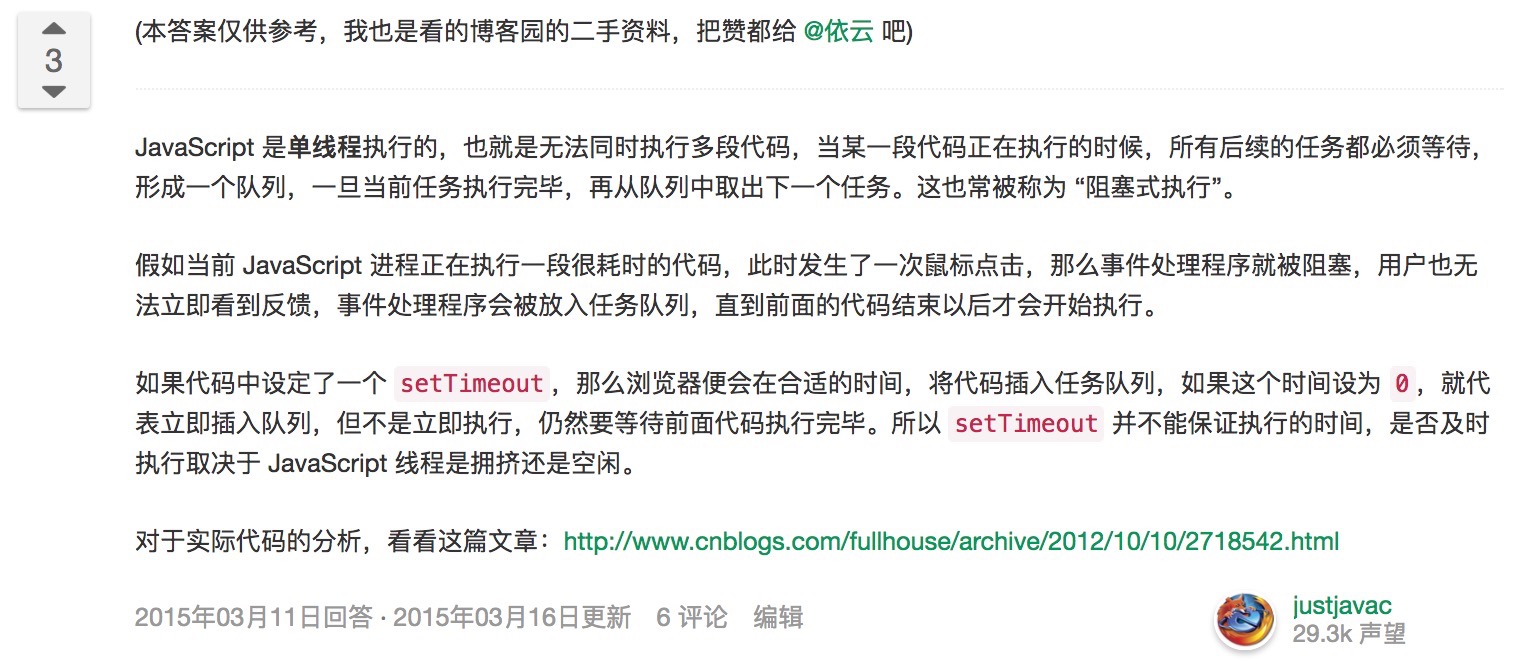 3
(本答案仅供参考，我也是看的博客园的二手资料，把赞都给 @依云 吧)
JavaScript 是单线程执行的，也就是无法同时执行多段代码，当某一段代码正在执行的时候，所有后续的任务都必须等待，
形成一个队列，一旦当前任务执行完毕，再从队列中取出下一个任务。这也常被称为 “阻塞式执行”。
假如当前 JavaScript 进程正在执行一段很耗时的代码，此时发生了一次鼠标点击，那么事件处理程序就被阻塞，用户也无
法立即看到反馈，事件处理程序会被放入任务队列，直到前面的代码结束以后才会开始执行。
如果代码中设定了一个 setTimeout，那么浏览器便会在合适的时间，将代码插入任务队列，如果这个时间设为 0，就代
表立即插入队列，但不是立即执行，仍然要等待前面代码执行完毕。所以 setTimeout 并不能保证执行的时间，是否及时
执行取决于 JavaScript 线程是拥挤还是空闲。
对于实际代码的分析，看看这篇文章：http://www.cnblogs.com/fullhouse/archive/2012/10/10/2718542.html
2015年03月11日回答 · 2015年03月16日更新 6 评论 编辑
justjavac
29.3k 声望